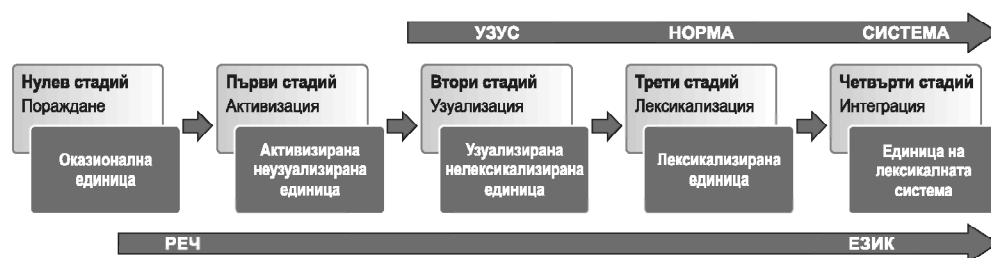 УЗУС НОРМА СИСТЕМА
Нулев стадий
Пораждане
Оказионална
единица
Първи стадий
Активизация
Активизирана
неузуализирана
единица
Втори стадий
Узуализация
Узуализирана
нелексикализирана
единица
Трети стадий
Лексикализация
Лексикализирана
единица
Четвърти стадий
Интеграция
Единица на
лексикалната
система
РЕЧ ЕЗИК